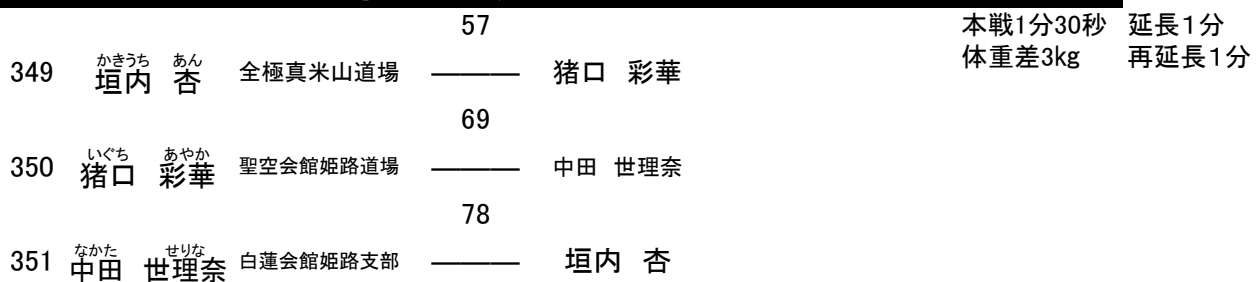 57
本戦1分30秒 延長1分
体重差3kg 再延長1分
かきうち あん
349 垣内 杏 全極真米山道場 ――― 猪口 彩華
69
いぐち あやか
350 猪口 彩華 聖空会館姫路道場 ――― 中田 世理奈
78
なかた せりな
351 中田 世理奈 白蓮会館姫路支部 ――― 垣内 杏